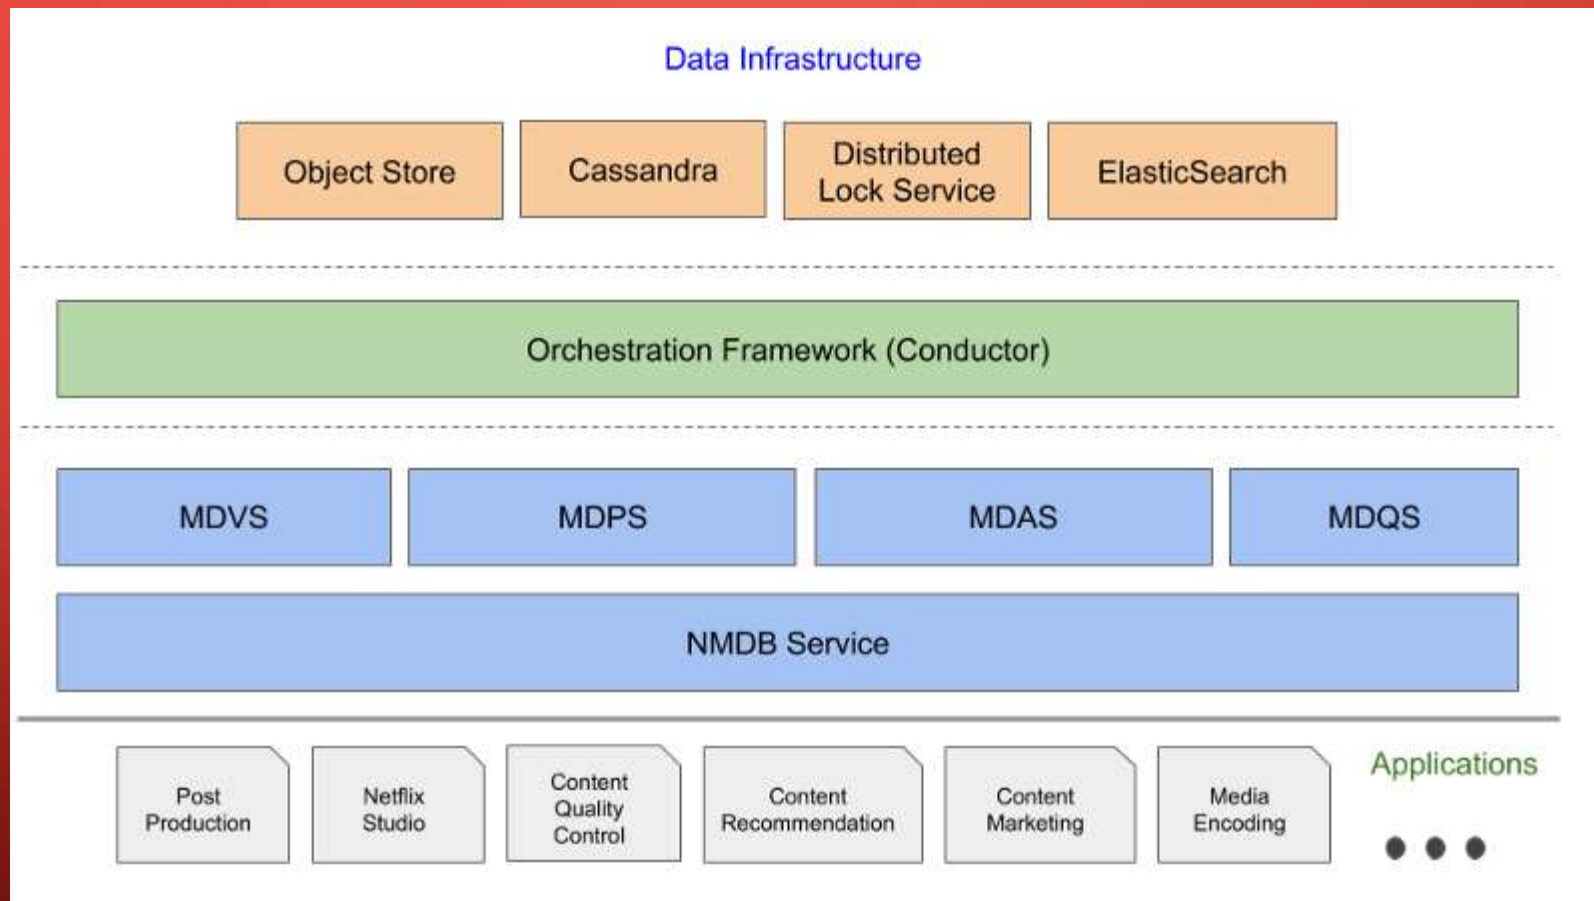 Data Infrastructure
Object Store
Cassandra
Distributed
Lock Service
ElasticSearch
Orchestration Framework (Conductor)
MDVS
MDPS
MDAS
MDQS
NMDB Service
Post
Production
Netflix
Studio
Content
Quality
Control
Content
Recommendation
Content
Marketing
Media
Encoding
Applications